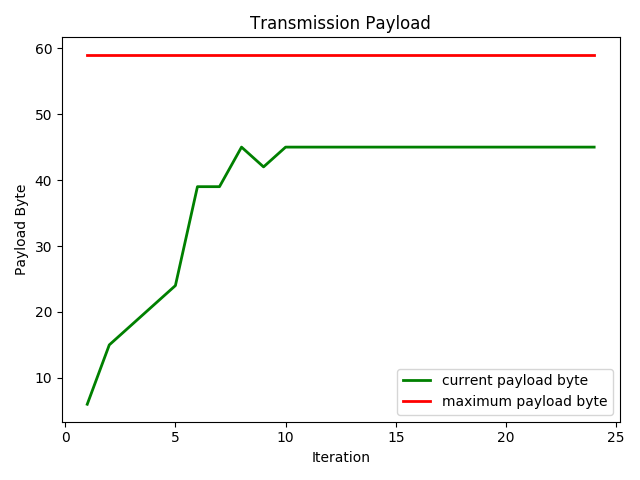 Transmission Payload
60
50
40
30
20
10
Payload Byte
0
5
10
15
20
25
Iteration
current payload byte
maximum payload byte